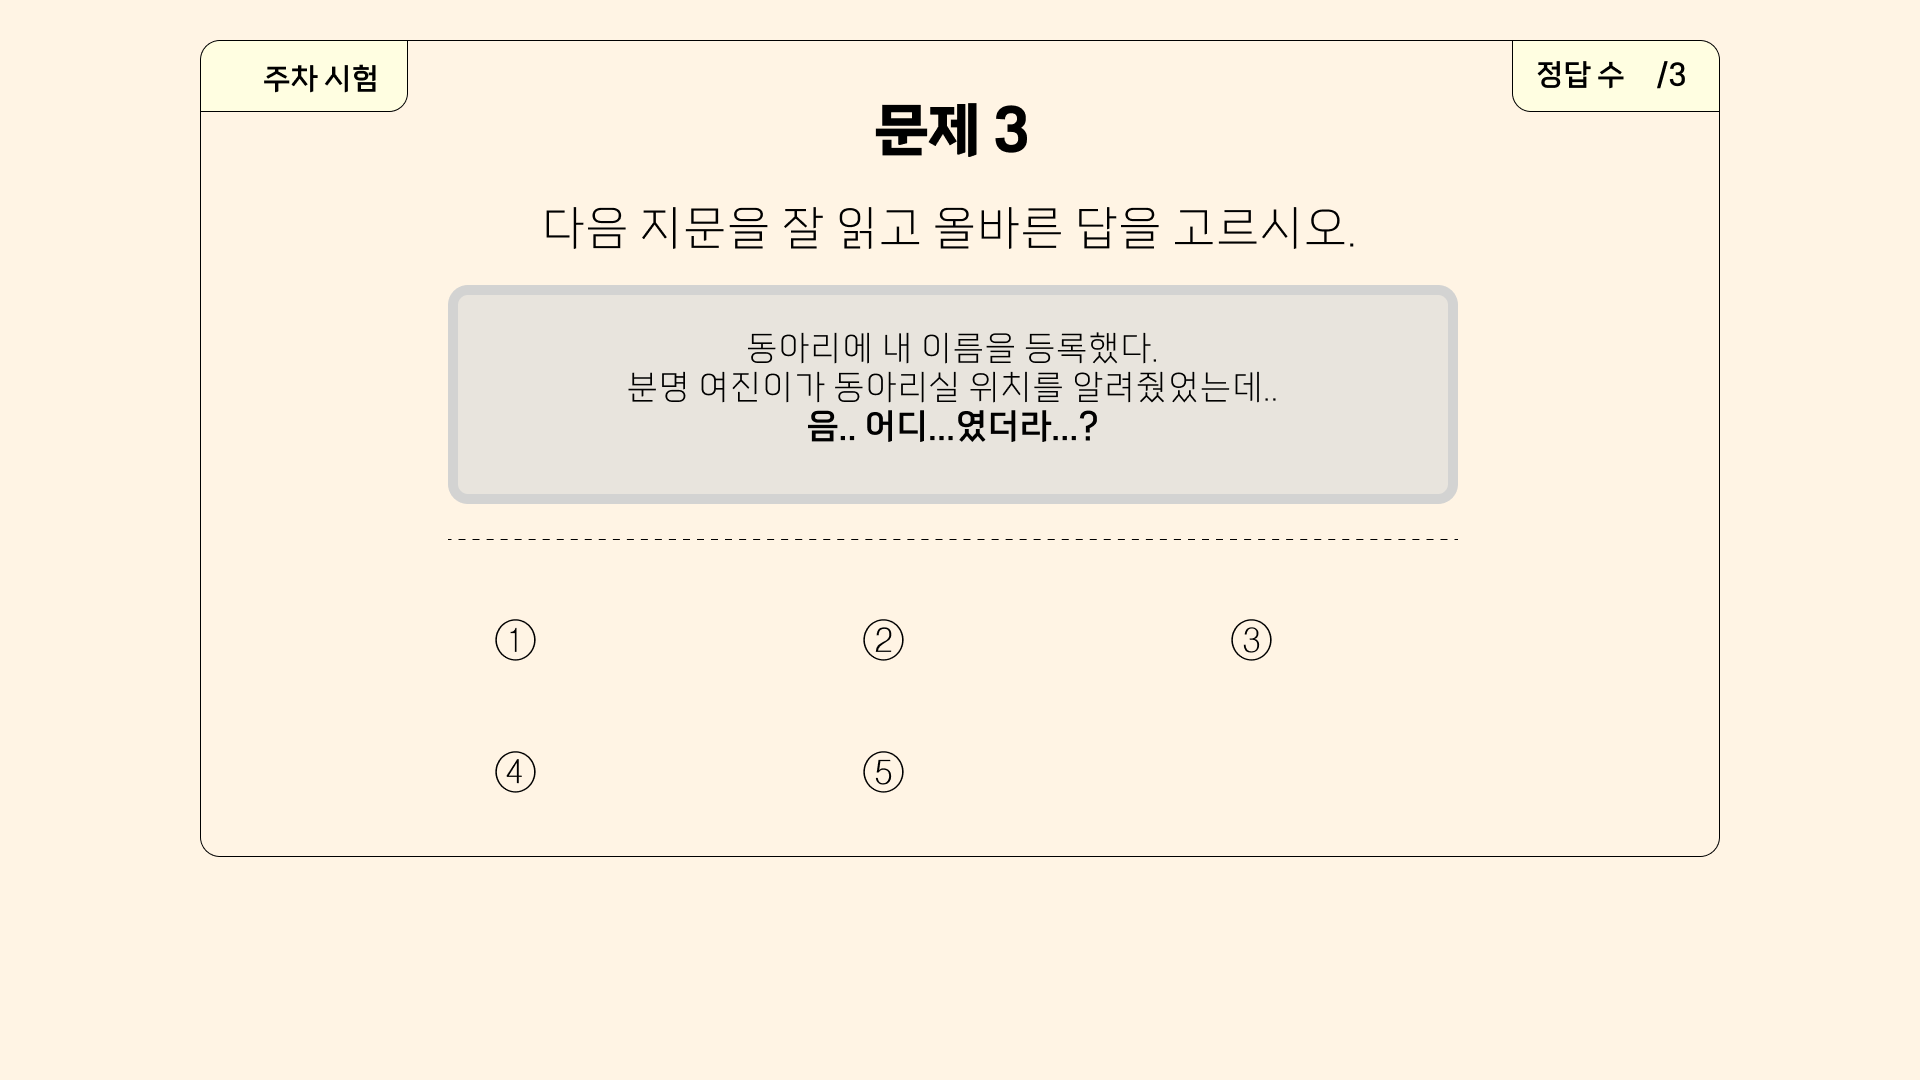 주차 시험
정답 수 /3
문제 3
다음 지문을 잘 읽고 올바른 답을 고르시오.
동아리에 내 이름을 등록했다.
분명 여진이가 동아리실 위치를 알려줬었는데..
음.. 어디...였더라...?
① ② ③
④ ⑤